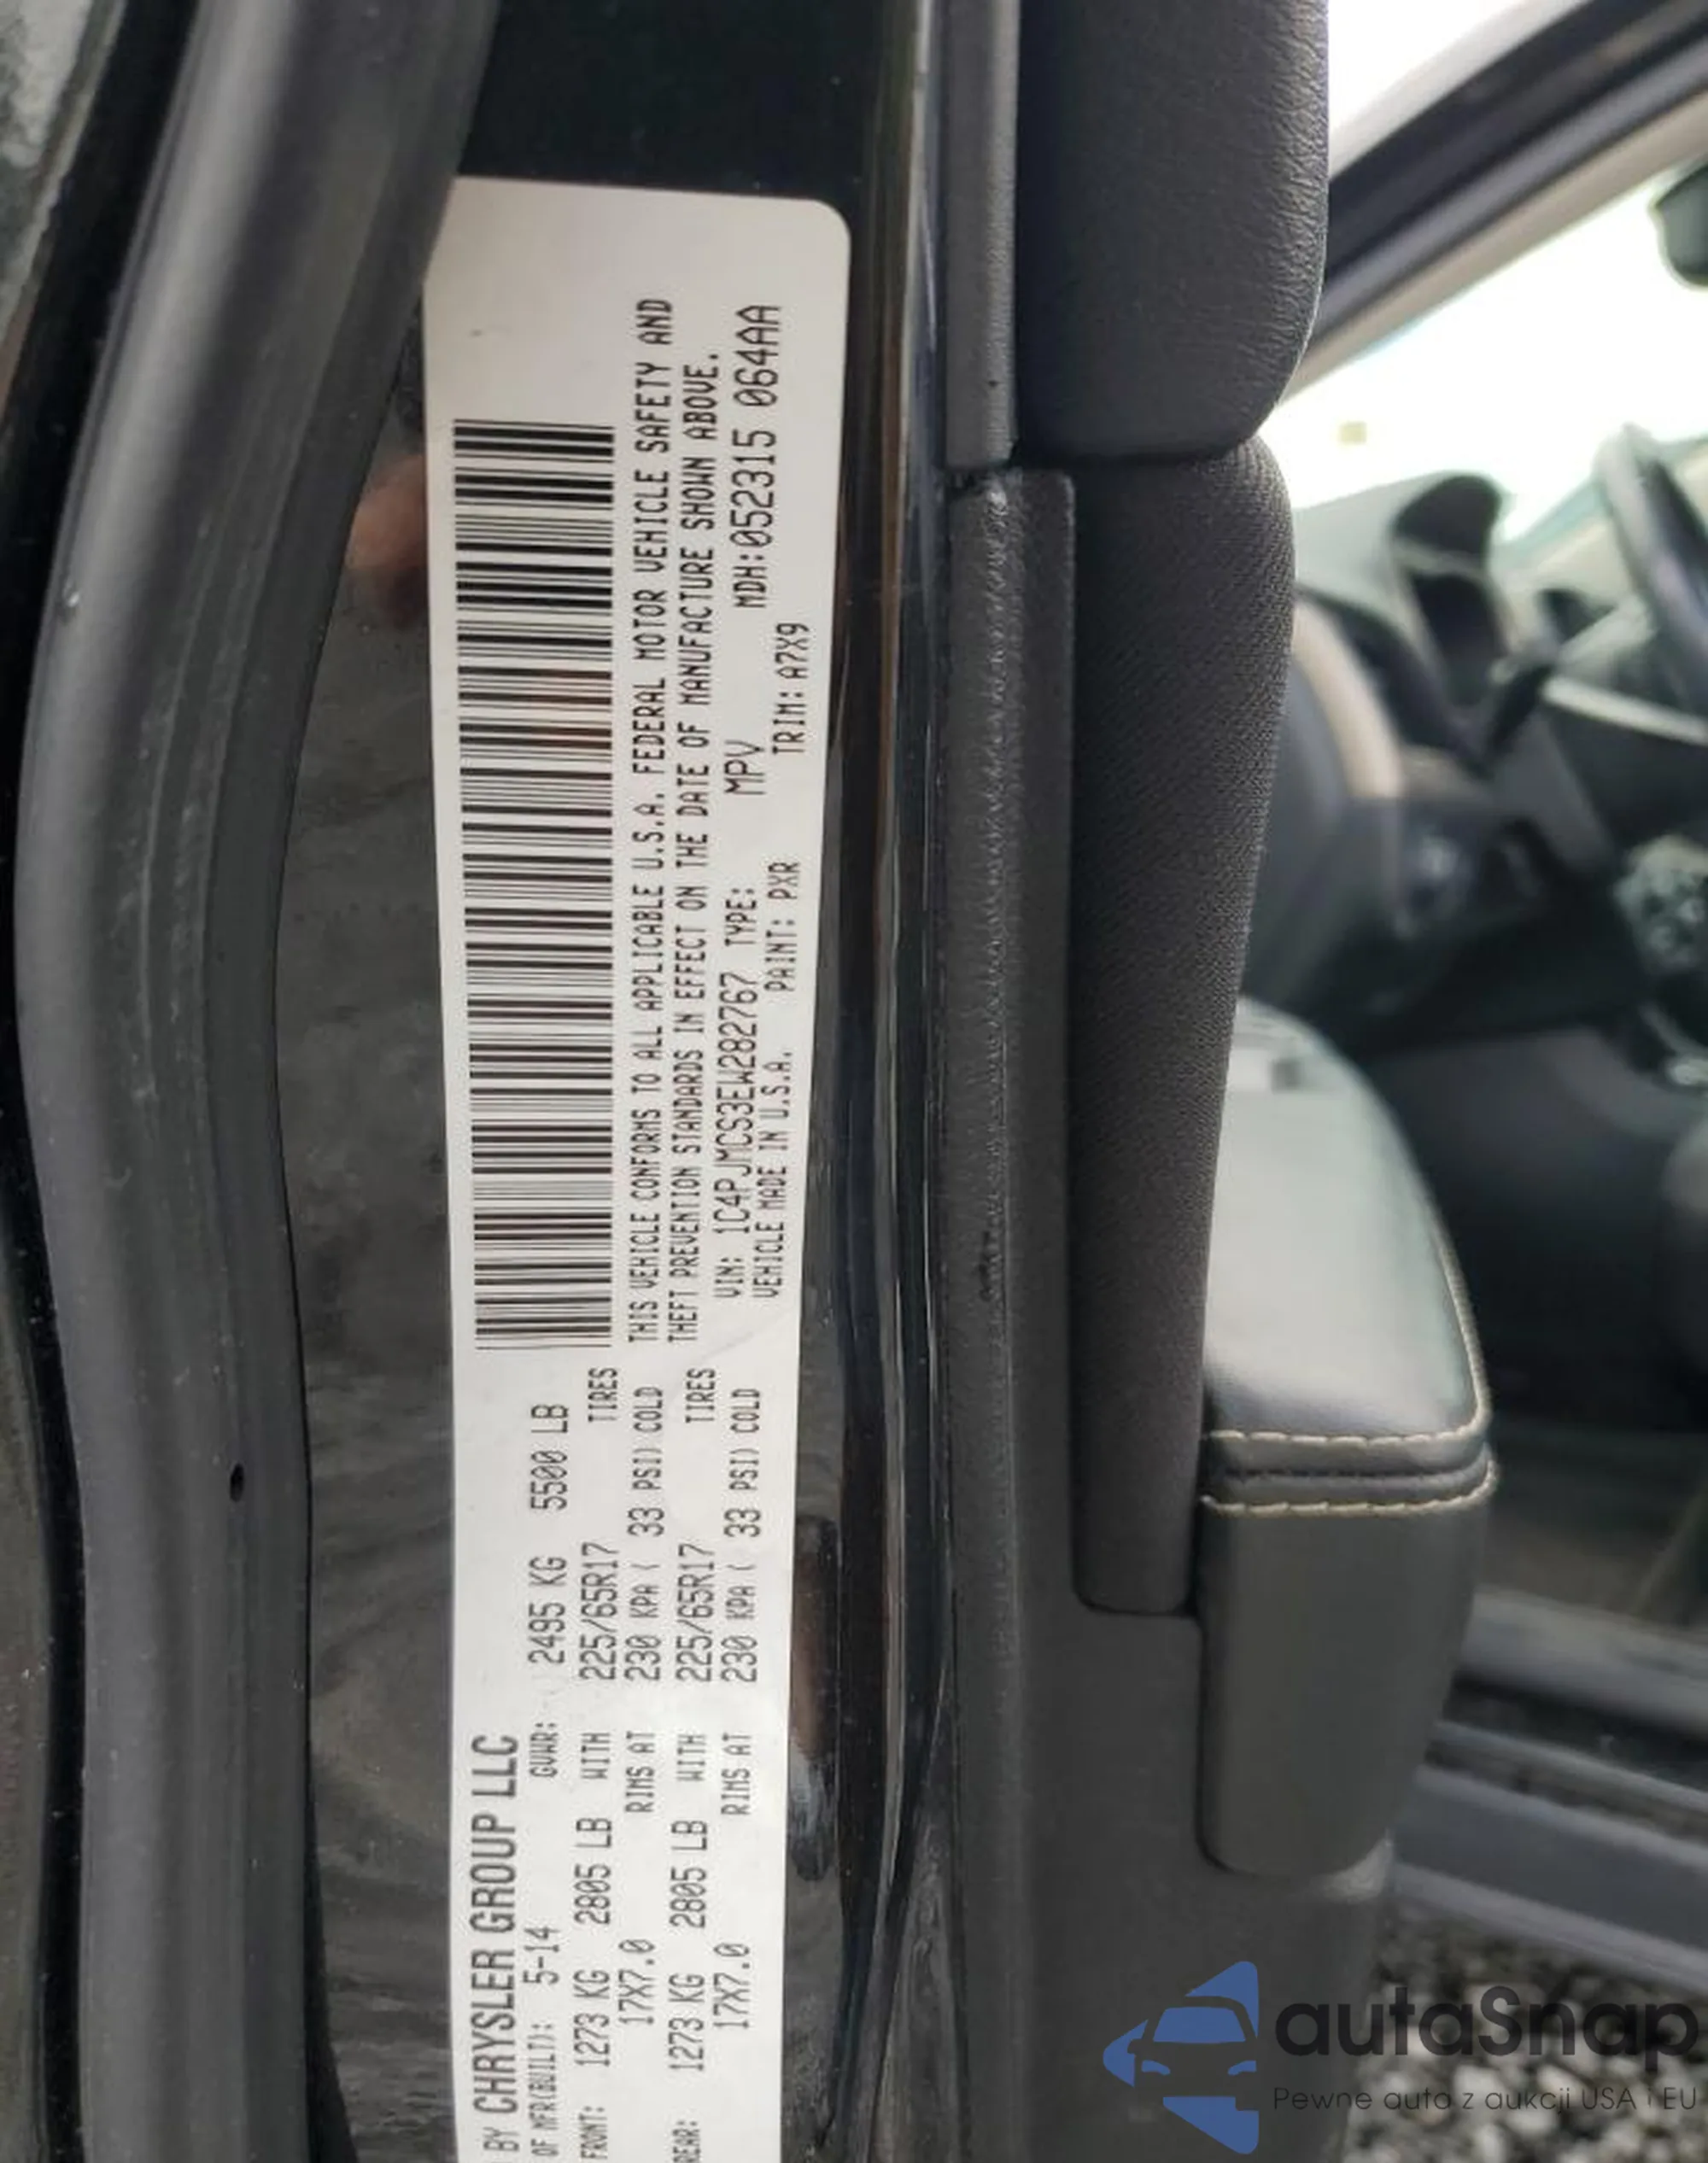 BY CHRYSLER GROUP LLC
OF MFR(BUILT): 5-14 GVWR: 2495 KG 5500 LB
FRONT: 1273 KG 2805 LB WITH 225/65R17 TIRES
17X7.0 RIMS AT 230 KPA ( 33 PSI) COLD
REAR: 1273 KG 2805 LB WITH 225/65R17 TIRES
17X7.0 RIMS AT 230 KPA ( 33 PSI) COLD
THIS VEHICLE CONFORMS TO ALL APPLICABLE U.S.A. FEDERAL MOTOR VEHICLE SAFETY AND
THEFT PREVENTION STANDARDS IN EFFECT ON THE DATE OF MANUFACTURE SHOWN ABOVE.
VIN: 1C4PJMCS3EW282767 TYPE: MPV MDH:052315 064AA
VEHICLE MADE IN U.S.A. PAINT: PXR TRIM: A7X9
autaSnap
Pewne auto z aukcji USA i EU